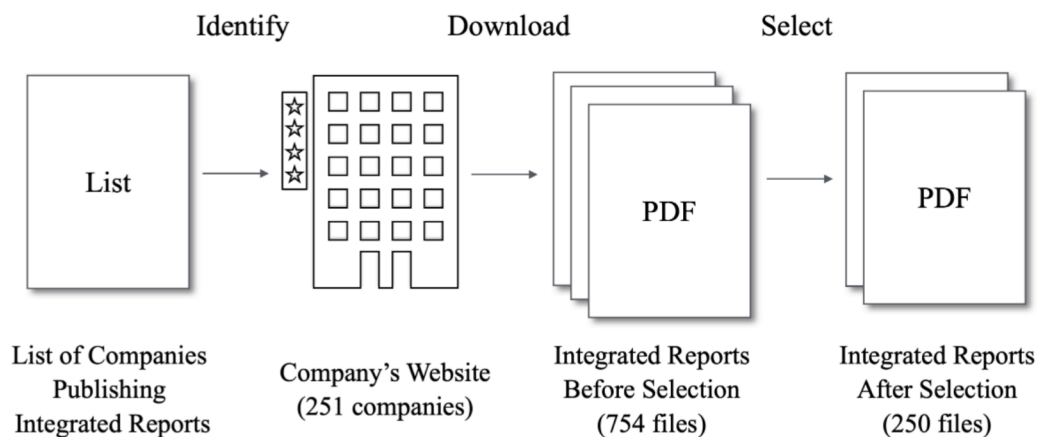 Identify
Download
Select
List
PDF
PDF
List of Companies
Publishing
Integrated Reports
Company’s Website
(251 companies)
Integrated Reports
Before Selection
(754 files)
Integrated Reports
After Selection
(250 files)